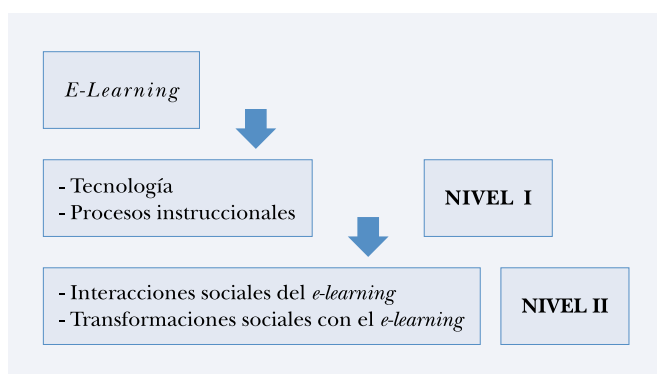 E-Learning
- Tecnología
- Procesos instruccionales
NIVEL I
- Interacciones sociales del e-learning
- Transformaciones sociales con el e-learning
NIVEL II